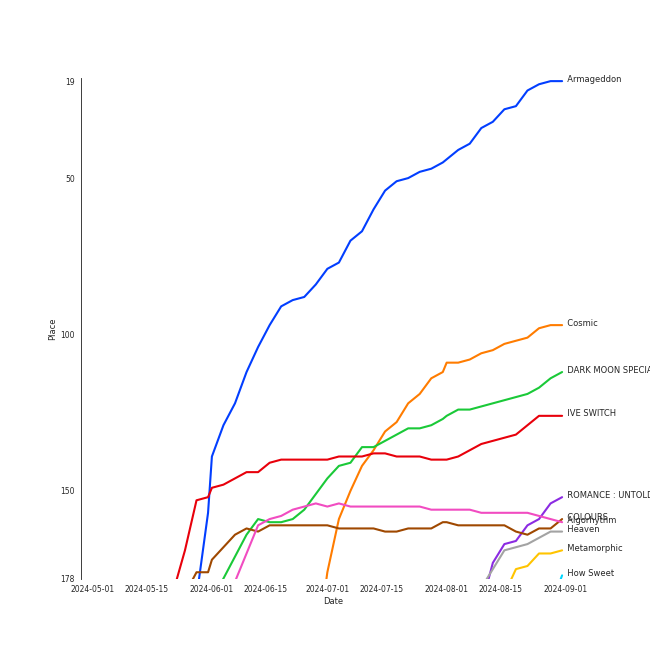 19
Armageddon
50
Place
100
Cosmic
DARK MOON SPECIA
IVE SWITCH
150
ROMANCE : UNTOLD
COLOURS
Algorhythm
Heaven
Metamorphic
How Sweet
178
2024-05-01 2024-05-15 2024-06-01 2024-06-15 2024-07-01 2024-07-15 2024-08-01 2024-08-15 2024-09-01
Date